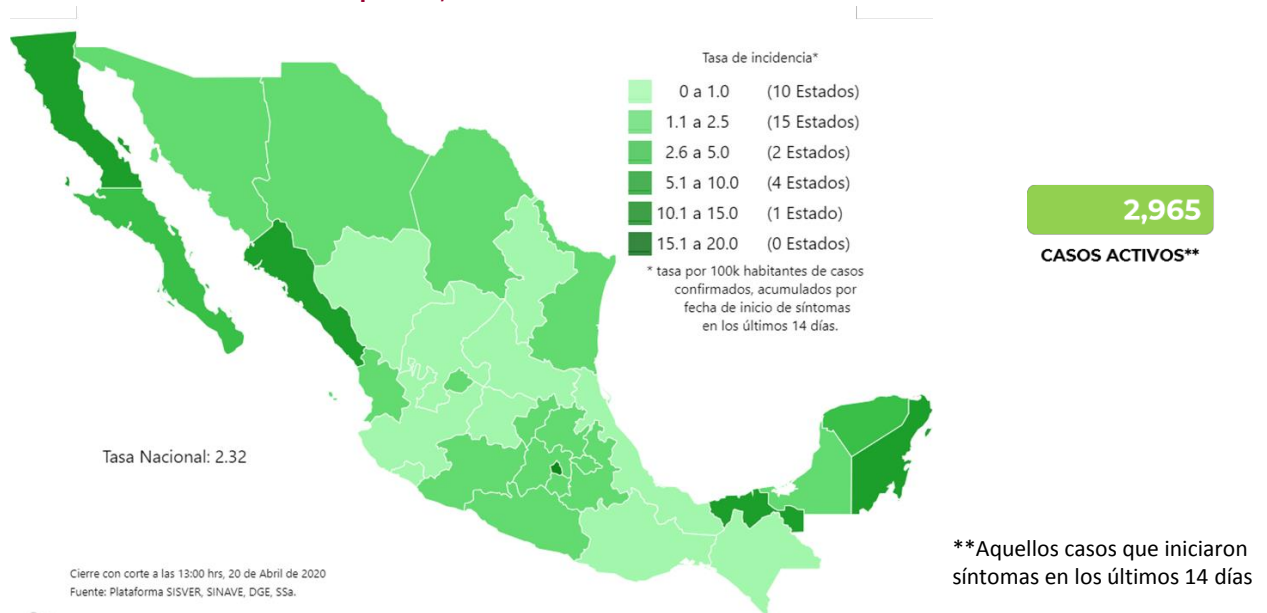 Tasa de incidencia*
0 a 1.0 (10 Estados)
1.1 a 2.5 (15 Estados)
2.6 a 5.0 (2 Estados)
5.1 a 10.0 (4 Estados)
10.1 a 15.0 (1 Estado)
15.1 a 20.0 (0 Estados)
* tasa por 100k habitantes de casos
confirmados, acumulados por
fecha de inicio de síntomas
en los últimos 14 días.
2,965
CASOS ACTIVOS**
Tasa Nacional: 2.32
**Aquellos casos que iniciaron
síntomas en los últimos 14 días
Cierre con corte a las 13:00 hrs, 20 de Abril de 2020
Fuente: Plataforma SISVER, SINAVE, DGE, SSa.